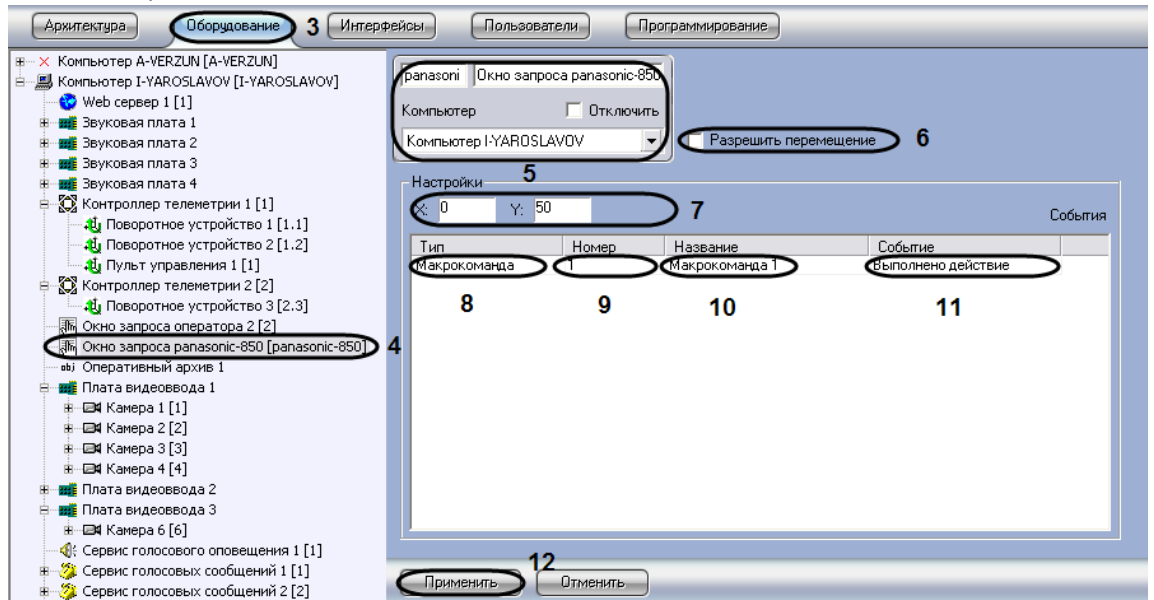 Архитектура Оборудование 3 Интерфейсы Пользователи Программирование
Компьютер A-VERZUN [A-VERZUN]
Компьютер I-YAROSLAVOV [I-YAROSLAVOV]
Web сервер 1 [1]
Звуковая плата 1
Звуковая плата 2
Звуковая плата 3
Звуковая плата 4
Контроллер телеметрии 1 [1]
Поворотное устройство 1 [1.1]
Поворотное устройство 2 [1.2]
Пульт управления 1 [1]
Контроллер телеметрии 2 [2]
Поворотное устройство 3 [2.3]
Окно запроса оператора 2 [2]
Окно запроса panasonic-850 [panasonic-850] 4
obj Оперативный архив 1
Плата видеоввода 1
Камера 1 [1]
Камера 2 [2]
Камера 3 [3]
Камера 4 [4]
Плата видеоввода 2
Плата видеоввода 3
Камера 6 [6]
Сервис голосового оповещения 1 [1]
Сервис голосовых сообщений 1 [1]
Сервис голосовых сообщений 2 [2]
panasoni Окно запроса panasonic-850
Компьютер Отключить
Компьютер I-YAROSLAVOV Разрешить перемещение 6
5
Настройки
X: 0 Y: 50 7
События
Тип Номер Название Событие
Макрокоманда 1 Макрокоманда 1 Выполнено действие
8 9 10 11
12
Применить Отменить